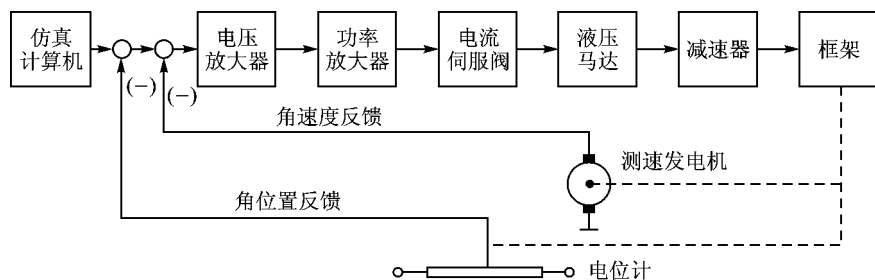 仿真
计算机
电压
放大器
功率
放大器
电流
伺服阀
液压
马达
减速器
框架
(−)
(−)
角速度反馈
测速发电机
角位置反馈
电位计